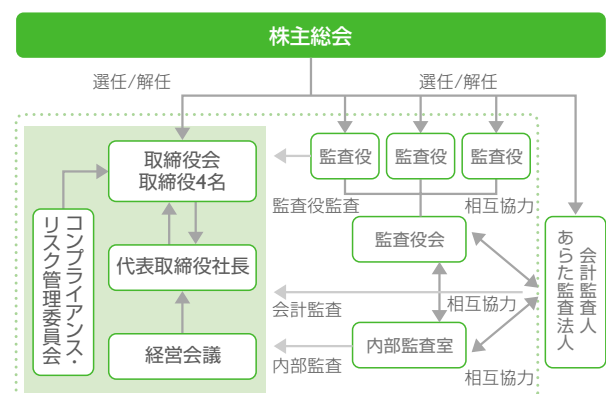 株主総会
選任/解任
選任/解任
取締役会
取締役4名
監査役
監査役
監査役
監査役監査
相互協力
コンプライアンス・
リスク管理委員会
代表取締役社長
監査役会
会計監査人
あらた監査法人
会計監査
相互協力
経営会議
内部監査室
内部監査
相互協力